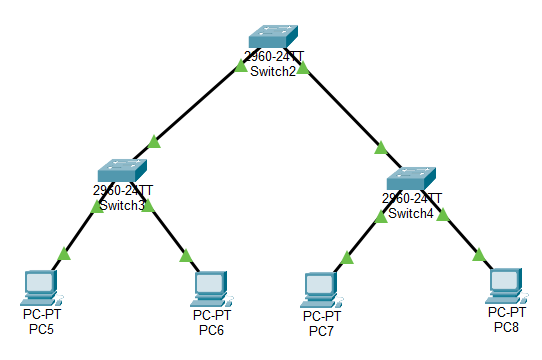 2960-24TT
Switch2
2960-24TT
Switch3
2960-24TT
Switch4
PC-PT
PC5
PC-PT
PC6
PC-PT
PC7
PC-PT
PC8